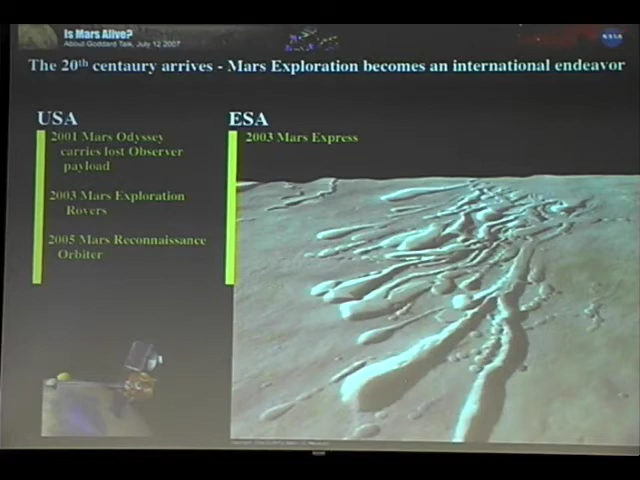 Is Mars Alive?
About Goddard Talk, July 12 2007
NASA
The 20th centaury arrives - Mars Exploration becomes an international endeavor
USA
2001 Mars Odyssey
carries lost Observer
payload
2003 Mars Exploration
Rovers
2005 Mars Reconnaissance
Orbiter
ESA
2003 Mars Express